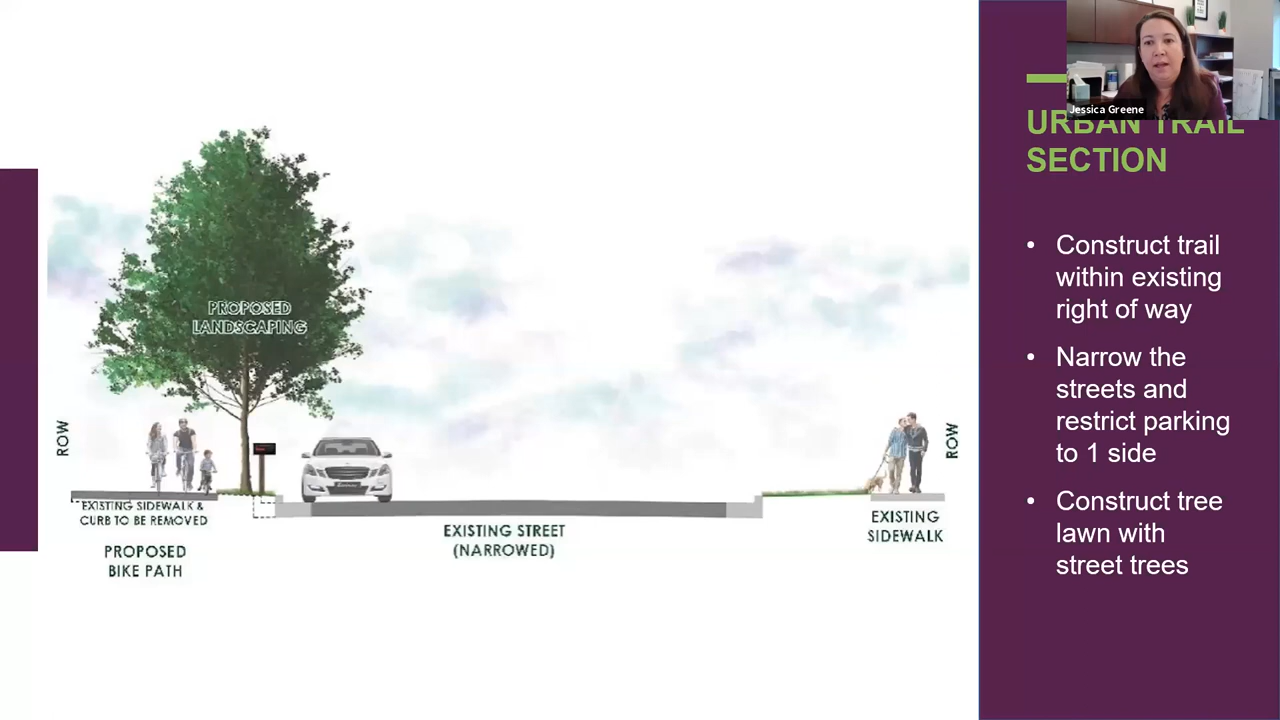 Jessica Greene
URBAN TRAIL
SECTION
• Construct trail
within existing
right of way
• Narrow the
streets and
restrict parking
to 1 side
• Construct tree
lawn with
street trees
PROPOSED
LANDSCAPING
ROW
ROW
EXISTING SIDEWALK &
CURB TO BE REMOVED
PROPOSED
BIKE PATH
EXISTING STREET
(NARROWED)
EXISTING
SIDEWALK